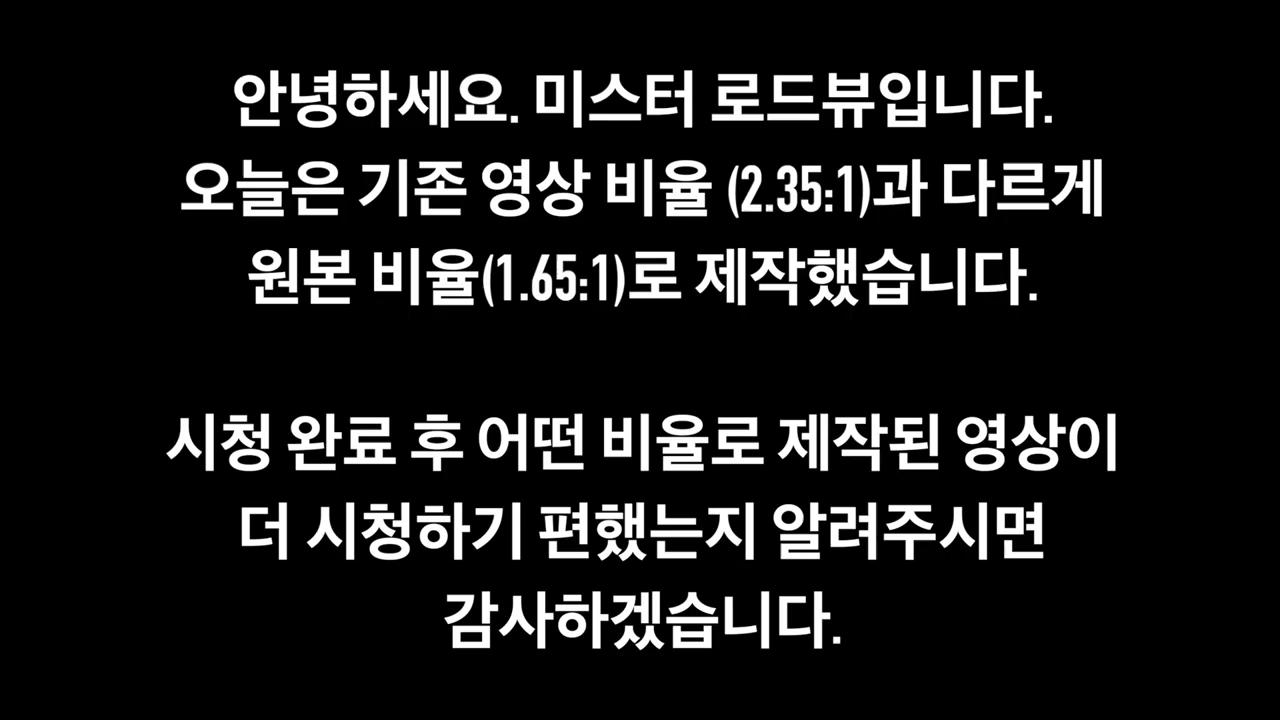 안녕하세요. 미스터 로드뷰입니다.
오늘은 기존 영상 비율 (2.35:1)과 다르게
원본 비율(1.65:1)로 제작했습니다.
시청 완료 후 어떤 비율로 제작된 영상이
더 시청하기 편했는지 알려주시면
감사하겠습니다.